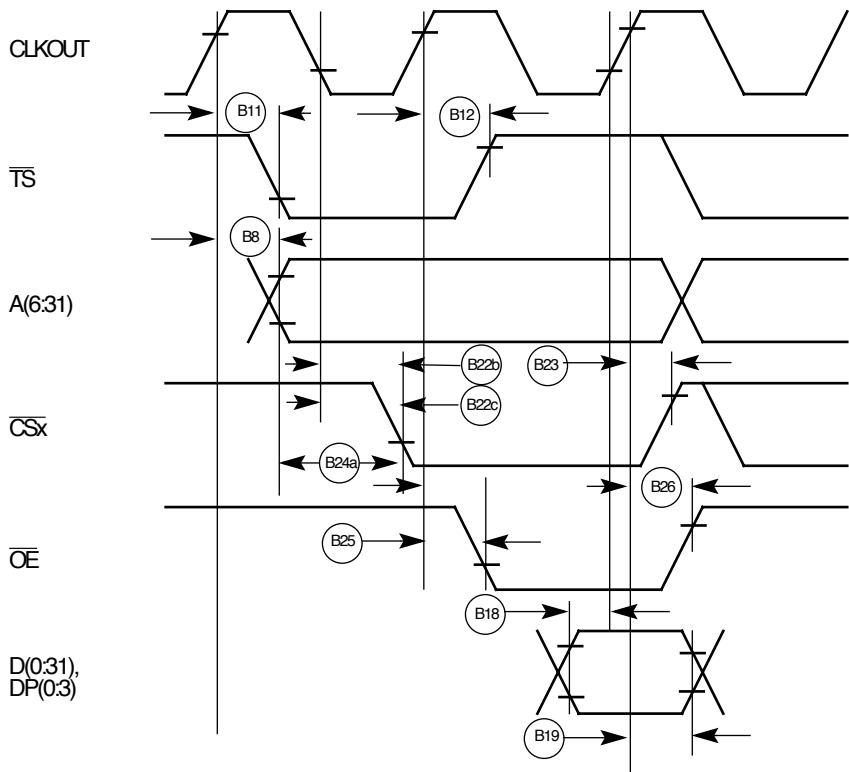 CLKOUT
B11
B12
TS
B8
A(6:31)
B22b
B23
B22c
CSx
B24a
B26
B25
OE
B18
D(0:31),
DP(0:3)
B19